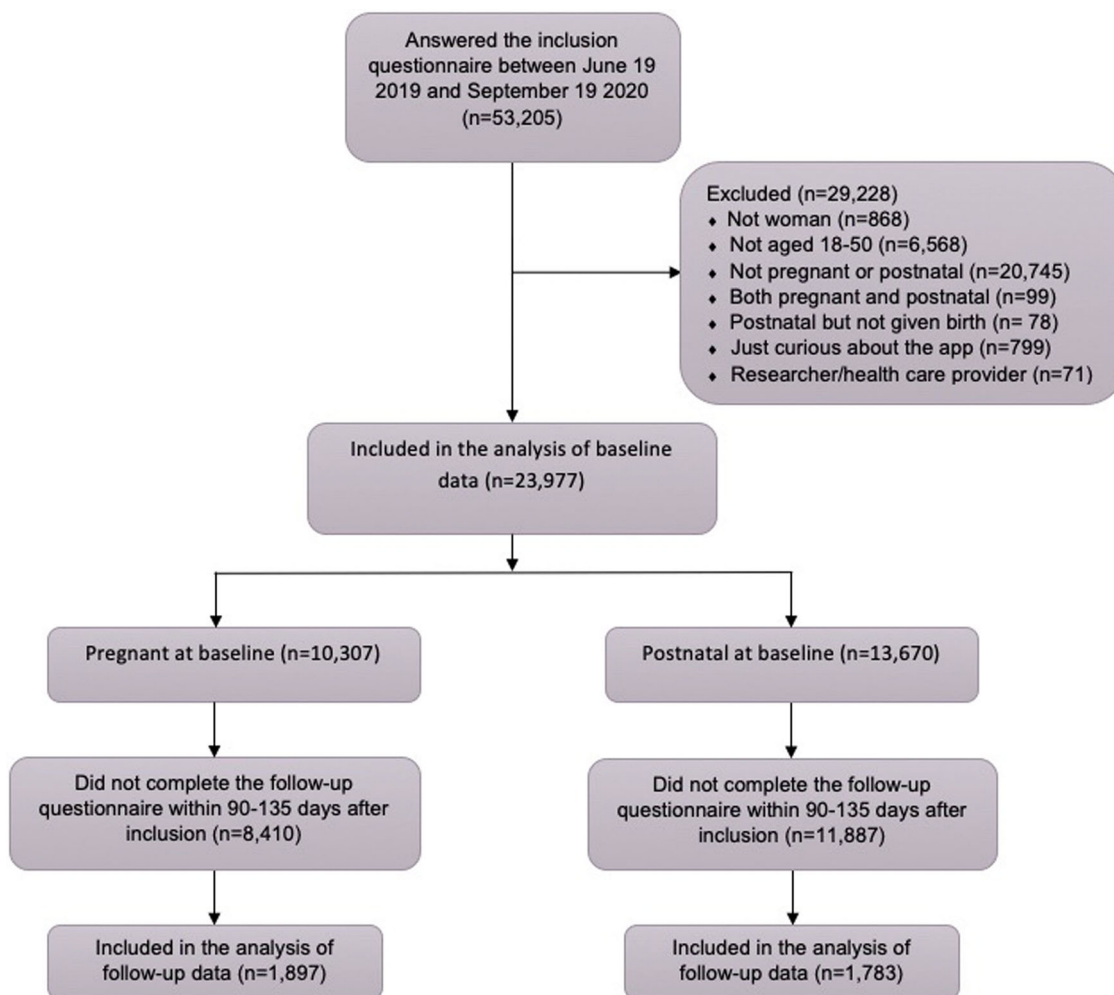 Answered the inclusion
questionnaire between June 19
2019 and September 19 2020
(n=53,205)
Excluded (n=29,228)
♦ Not woman (n=868)
♦ Not aged 18-50 (n=6,568)
♦ Not pregnant or postnatal (n=20,745)
♦ Both pregnant and postnatal (n=99)
♦ Postnatal but not given birth (n= 78)
♦ Just curious about the app (n=799)
♦ Researcher/health care provider (n=71)
Included in the analysis of baseline
data (n=23,977)
Pregnant at baseline (n=10,307)
Postnatal at baseline (n=13,670)
Did not complete the follow-up
questionnaire within 90-135 days after
inclusion (n=8,410)
Did not complete the follow-up
questionnaire within 90-135 days after
inclusion (n=11,887)
Included in the analysis of
follow-up data (n=1,897)
Included in the analysis of
follow-up data (n=1,783)